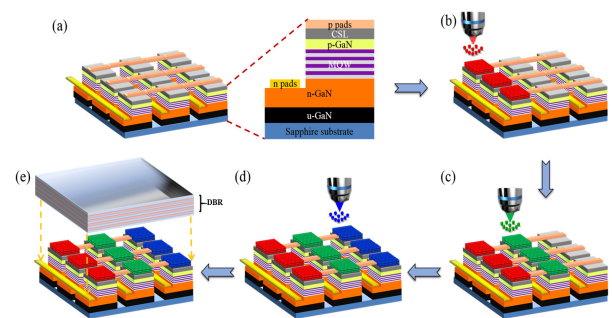 (a)
p pads
CSL
p-GaN
MQW
n pads
n-GaN
u-GaN
Sapphire substrate
(b)
(e)
DBR
(d)
(c)